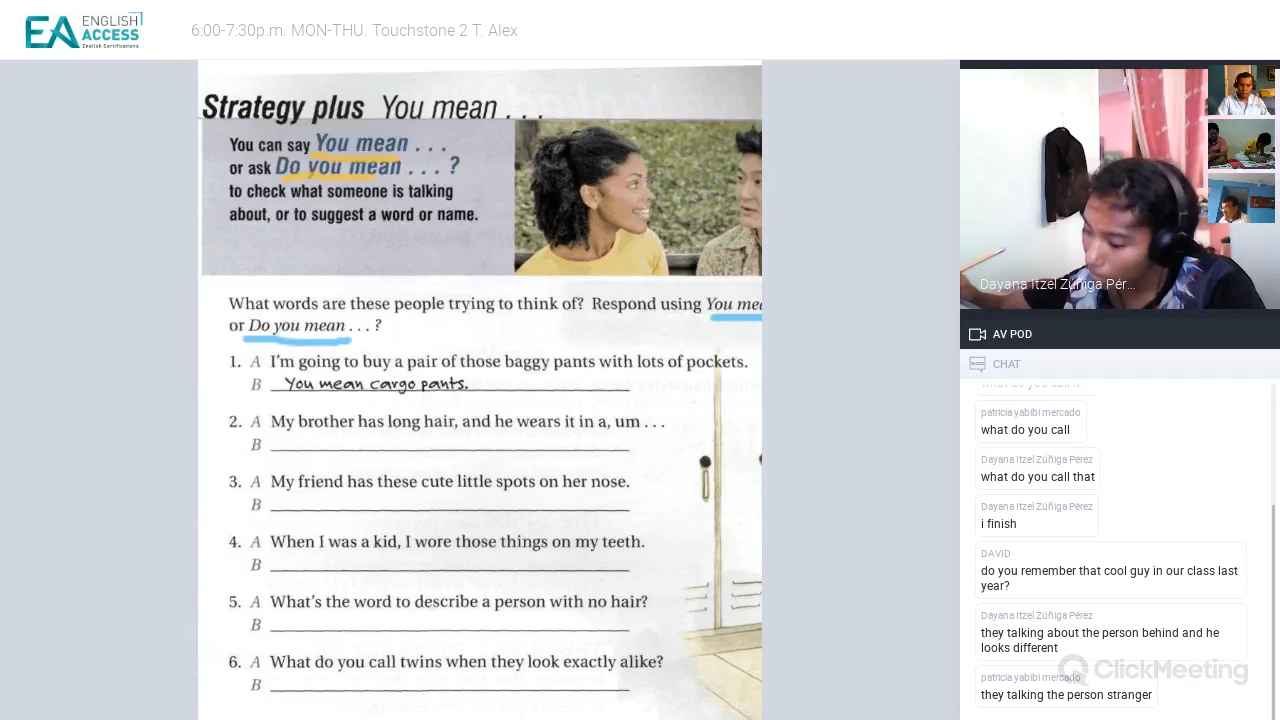 EA ENGLISH ACCESS
English Certifications
6:00-7:30p.m. MON-THU. Touchstone 2 T. Alex
Strategy plus You mean . . .
You can say You mean . . .
or ask Do you mean . . . ?
to check what someone is talking
about, or to suggest a word or name.
What words are these people trying to think of? Respond using You mea
or Do you mean . . . ?
1. A I'm going to buy a pair of those baggy pants with lots of pockets.
B You mean cargo pants.
2. A My brother has long hair, and he wears it in a, um . . .
B
3. A My friend has these cute little spots on her nose.
B
4. A When I was a kid, I wore those things on my teeth.
B
5. A What's the word to describe a person with no hair?
B
6. A What do you call twins when they look exactly alike?
B
Dayana Itzel Zúñiga Pér...
AV POD
CHAT
what do you call it?
patricia yabibi mercado
what do you call
Dayana Itzel Zúñiga Pérez
what do you call that
Dayana Itzel Zúñiga Pérez
i finish
DAVID
do you remember that cool guy in our class last
year?
Dayana Itzel Zúñiga Pérez
they talking about the person behind and he
looks different
patricia yabibi mercado
they talking the person stranger
ClickMeeting